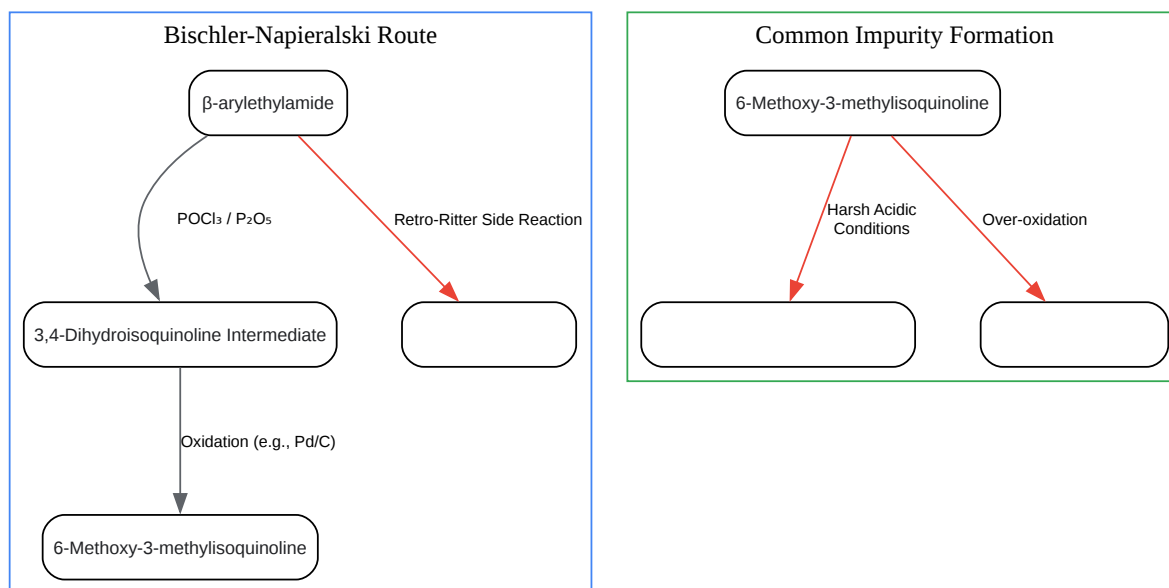 Bischler-Napieralski Route
β-arylethylamide
POCl₃ / P₂O₅
Retro-Ritter Side Reaction
3,4-Dihydroisoquinoline Intermediate
Oxidation (e.g., Pd/C)
6-Methoxy-3-methylisoquinoline
Common Impurity Formation
6-Methoxy-3-methylisoquinoline
Harsh Acidic
Conditions
Over-oxidation